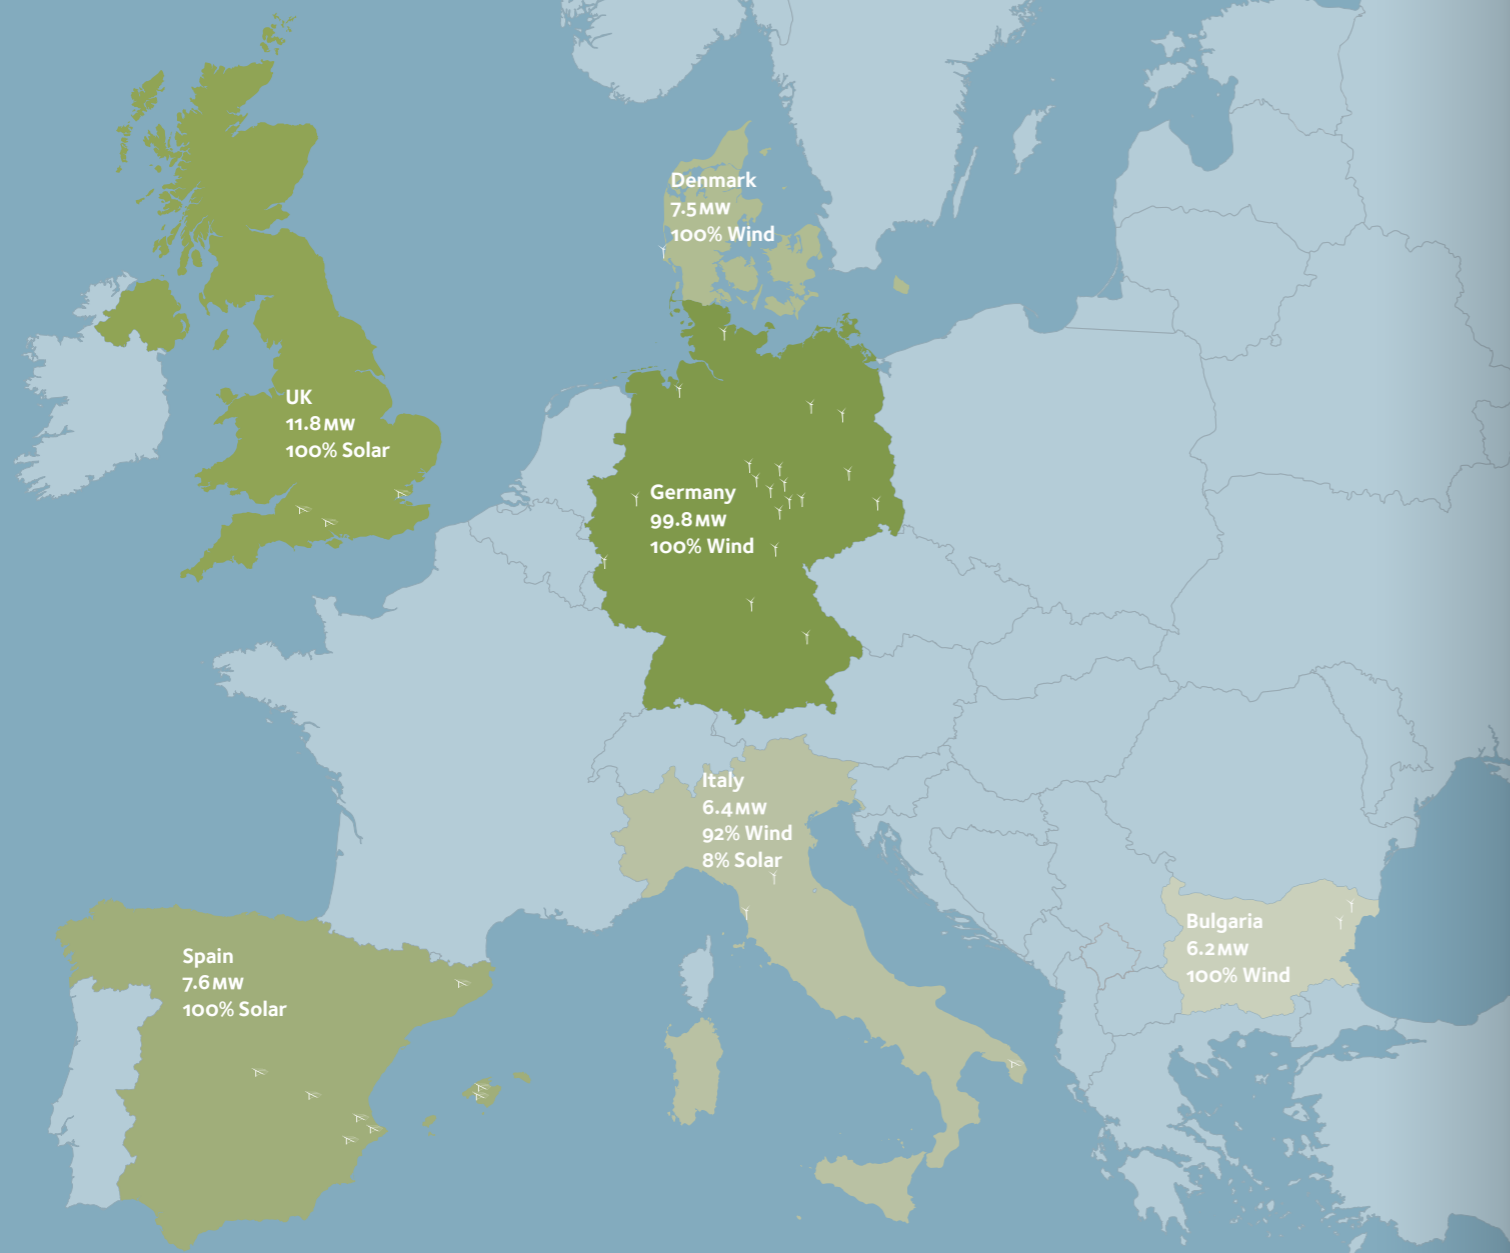 Denmark
7.5 MW
100% Wind
UK
11.8 MW
100% Solar
Germany
99.8 MW
100% Wind
Italy
6.4 MW
92% Wind
8% Solar
Bulgaria
6.2 MW
100% Wind
Spain
7.6 MW
100% Solar